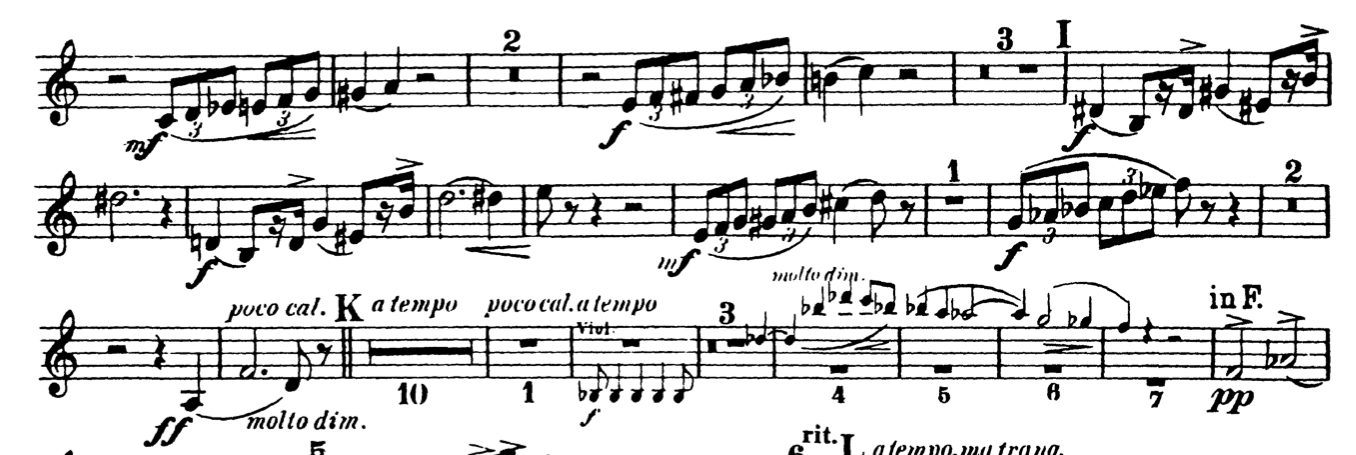 2 3 I
3 3 3 3
mf f f
1 3 2
f mf 3 3 f 3
poco cal. K a tempo poco cal. a tempo 3 molto dim. in F.
Viol.
10 1 4 5 6 7
ff molto dim. f pp
5 6 rit. L a tempo, ma tranq.